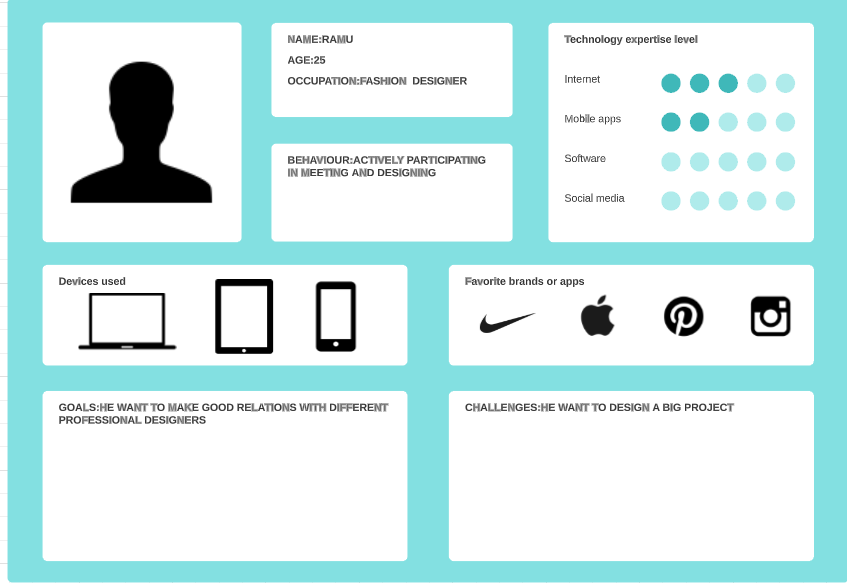 NAME:RAMU
AGE:25
OCCUPATION:FASHION DESIGNER
BEHAVIOUR:ACTIVELY PARTICIPATING
IN MEETING AND DESIGNING
Technology expertise level
Internet
Mobile apps
Software
Social media
Devices used
Favorite brands or apps
GOALS:HE WANT TO MAKE GOOD RELATIONS WITH DIFFERENT
PROFESSIONAL DESIGNERS
CHALLENGES:HE WANT TO DESIGN A BIG PROJECT